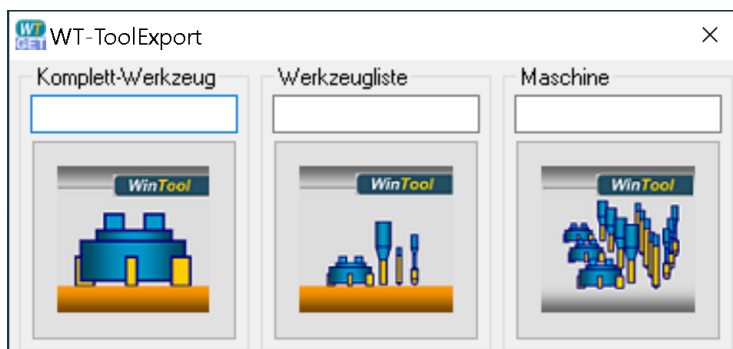 WT GET WT-ToolExport
Komplett-Werkzeug Werkzeugliste Maschine
WinTool WinTool WinTool